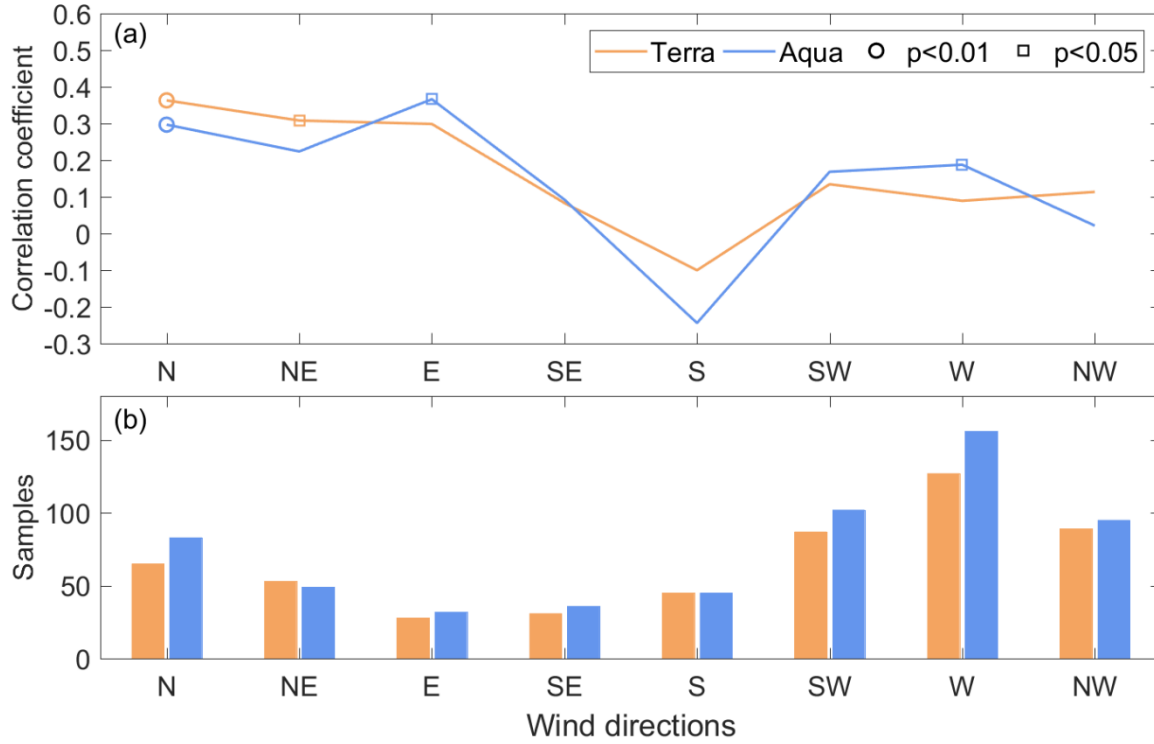 (a)
Terra Aqua p<0.01 p<0.05
Correlation coefficient
0.6
0.5
0.4
0.3
0.2
0.1
0
-0.1
-0.2
-0.3
N NE E SE S SW W NW
(b)
Samples
150
100
50
0
N NE E SE S SW W NW
Wind directions